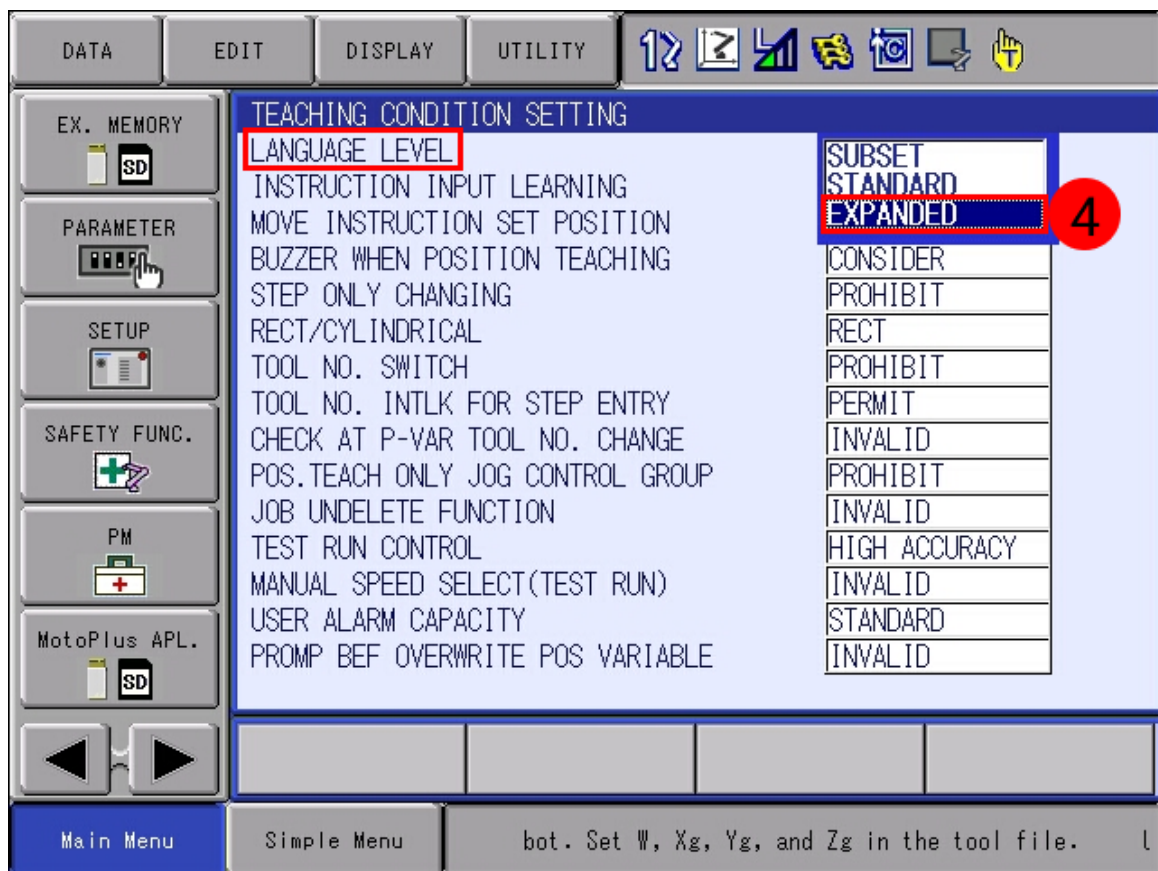 DATA
EDIT
DISPLAY
UTILITY
EX. MEMORY
SD
PARAMETER
SETUP
SAFETY FUNC.
PM
MotoPlus APL.
SD
TEACHING CONDITION SETTING
LANGUAGE LEVEL
SUBSET
STANDARD
EXPANDED
4
INSTRUCTION INPUT LEARNING
MOVE INSTRUCTION SET POSITION
BUZZER WHEN POSITION TEACHING CONSIDER
STEP ONLY CHANGING PROHIBIT
RECT/CYLINDRICAL RECT
TOOL NO. SWITCH PROHIBIT
TOOL NO. INTLK FOR STEP ENTRY PERMIT
CHECK AT P-VAR TOOL NO. CHANGE INVALID
POS.TEACH ONLY JOG CONTROL GROUP PROHIBIT
JOB UNDELETE FUNCTION INVALID
TEST RUN CONTROL HIGH ACCURACY
MANUAL SPEED SELECT(TEST RUN) INVALID
USER ALARM CAPACITY STANDARD
PROMP BEF OVERWRITE POS VARIABLE INVALID
Main Menu
Simple Menu
bot. Set W, Xg, Yg, and Zg in the tool file.